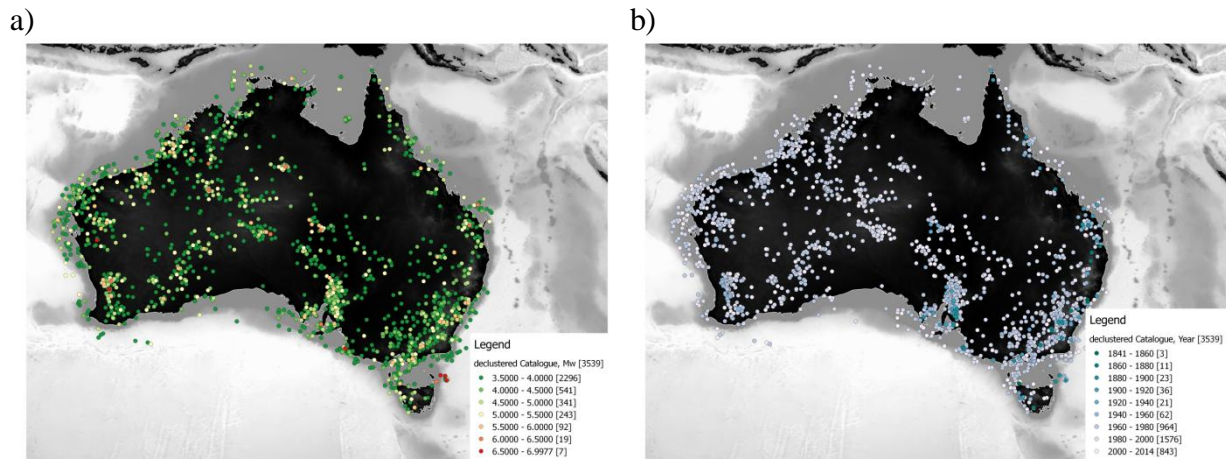 a)
Legend
declustered Catalogue, Mw [3539]
3.5000 - 4.0000 [2296]
4.0000 - 4.5000 [541]
4.5000 - 5.0000 [341]
5.0000 - 5.5000 [243]
5.5000 - 6.0000 [92]
6.0000 - 6.5000 [19]
6.5000 - 6.9977 [7]
b)
Legend
declustered Catalogue, Year [3539]
1841 - 1860 [3]
1860 - 1880 [11]
1880 - 1900 [23]
1900 - 1920 [36]
1920 - 1940 [21]
1940 - 1960 [62]
1960 - 1980 [964]
1980 - 2000 [1576]
2000 - 2014 [843]